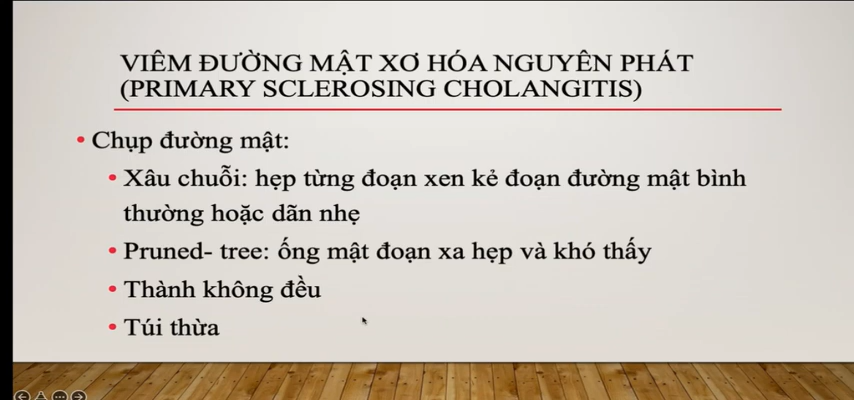 VIÊM ĐƯỜNG MẬT XƠ HÓA NGUYÊN PHÁT
(PRIMARY SCLEROSING CHOLANGITIS)
• Chụp đường mật:
• Xâu chuỗi: hẹp từng đoạn xen kẻ đoạn đường mật bình
thường hoặc dãn nhẹ
• Pruned- tree: ống mật đoạn xa hẹp và khó thấy
• Thành không đều
• Túi thừa